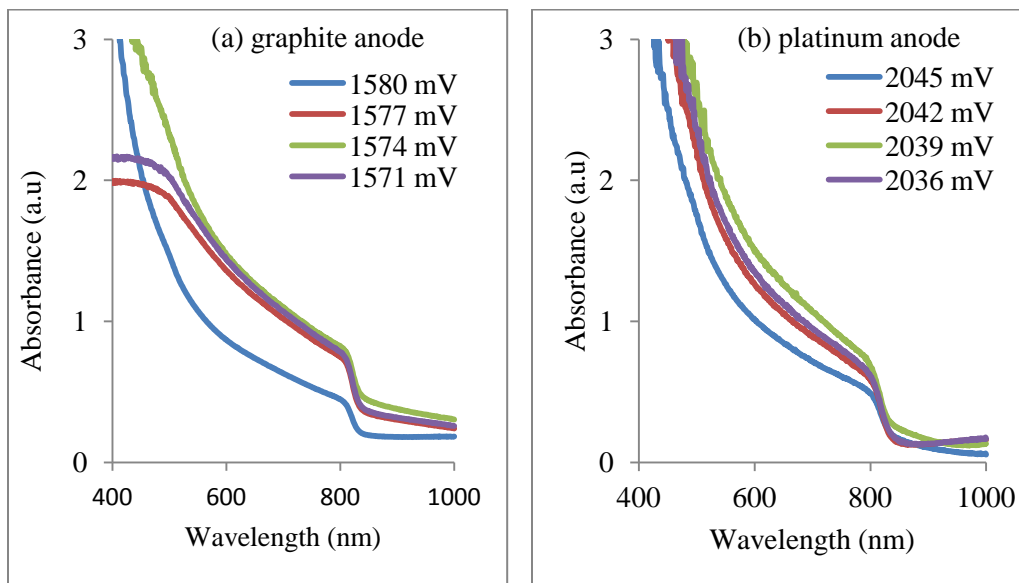 (a) graphite anode
1580 mV
1577 mV
1574 mV
1571 mV
3
2
1
0
400
600
800
1000
Absorbance (a.u)
Wavelength (nm)
(b) platinum anode
2045 mV
2042 mV
2039 mV
2036 mV
3
2
1
0
400
600
800
1000
Absorbance (a.u)
Wavelength (nm)